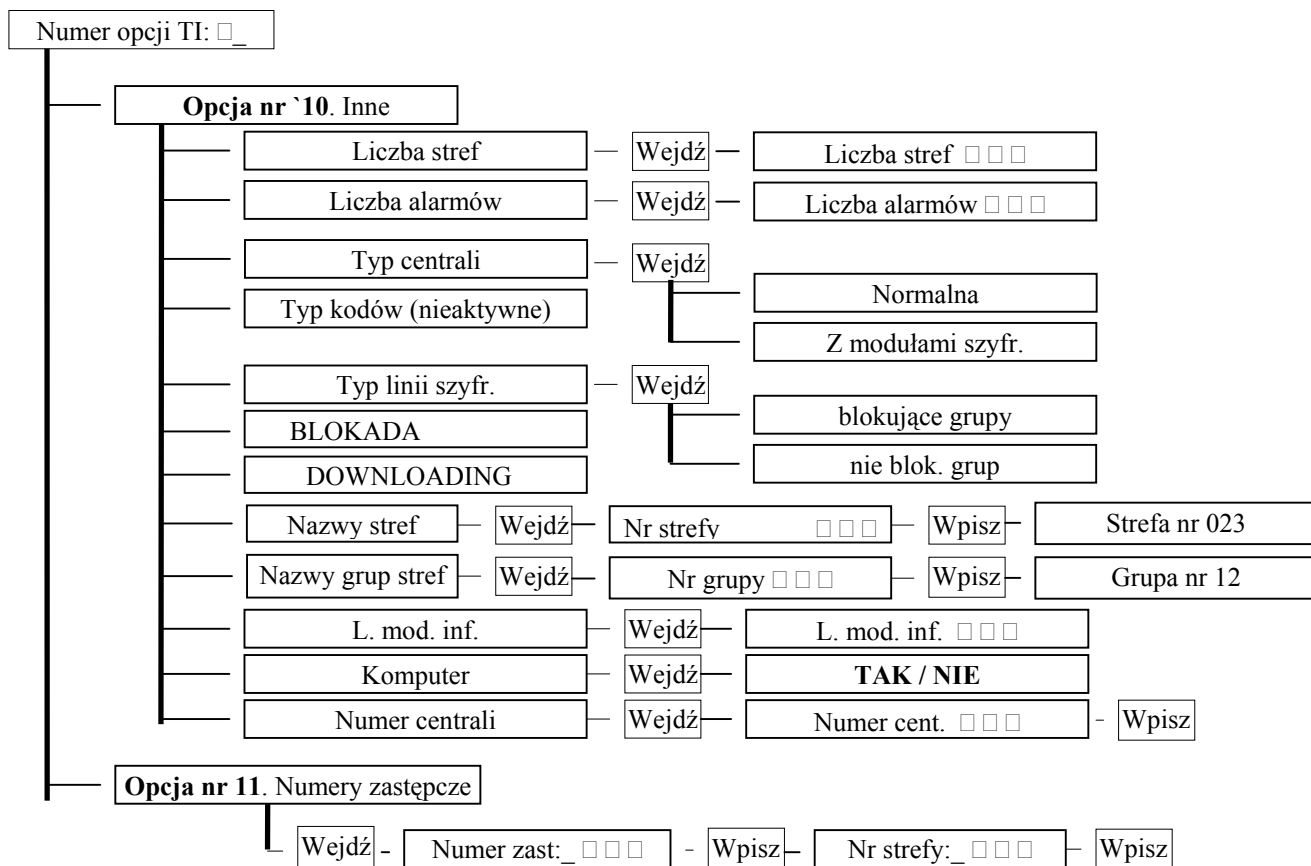 Numer opcji TI: □_
Opcja nr `10. Inne
Liczba stref Wejdź Liczba stref □ □ □
Liczba alarmów Wejdź Liczba alarmów □ □ □
Typ centrali Wejdź
Normalna
Typ kodów (nieaktywne)
Z modułami szyfr.
Typ linii szyfr. Wejdź
blokujące grupy
BLOKADA
nie blok. grup
DOWNLOADING
Nazwy stref Wejdź Nr strefy □ □ □ Wpisz Strefa nr 023
Nazwy grup stref Wejdź Nr grupy □ □ □ Wpisz Grupa nr 12
L. mod. inf. Wejdź L. mod. inf. □ □ □
Komputer Wejdź TAK / NIE
Numer centrali Wejdź Numer cent. □ □ □ Wpisz
Opcja nr 11. Numery zastępcze
Wejdź Numer zast:_ □ □ □ Wpisz Nr strefy:_ □ □ □ Wpisz